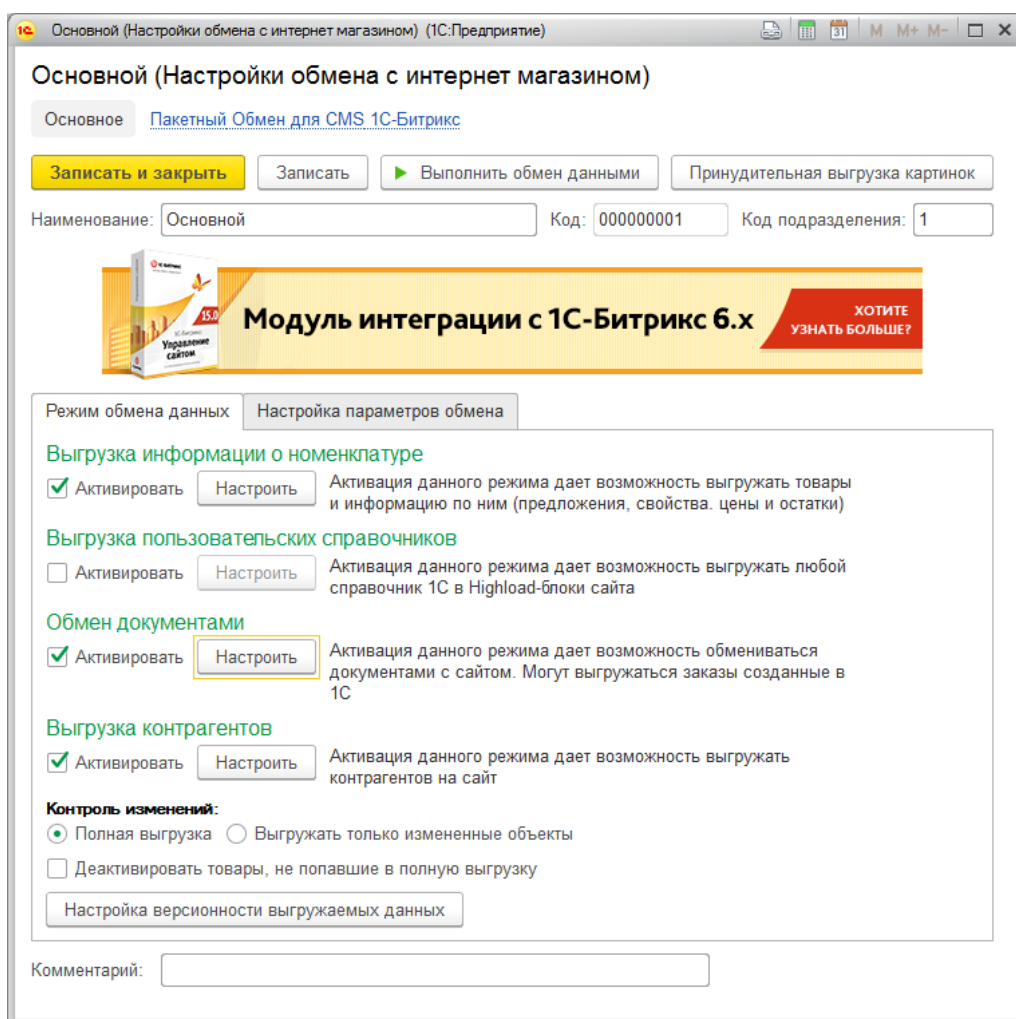 1С Основной (Настройки обмена с интернет магазином) (1С:Предприятие) 31 M M+ M-
Основной (Настройки обмена с интернет магазином)
Основное Пакетный Обмен для CMS 1С-Битрикс
Записать и закрыть Записать Выполнить обмен данными Принудительная выгрузка картинок
Наименование: Основной Код: 000000001 Код подразделения: 1
1С-Битрикс
15.0
1С-Битрикс
Управление
сайтом
Модуль интеграции с 1С-Битрикс 6.x
ХОТИТЕ
УЗНАТЬ БОЛЬШЕ?
Режим обмена данных Настройка параметров обмена
Выгрузка информации о номенклатуре
Активировать Настроить Активация данного режима дает возможность выгружать товары
и информацию по ним (предложения, свойства. цены и остатки)
Выгрузка пользовательских справочников
Активировать Настроить Активация данного режима дает возможность выгружать любой
справочник 1С в Highload-блоки сайта
Обмен документами
Активировать Настроить Активация данного режима дает возможность обмениваться
документами с сайтом. Могут выгружаться заказы созданные в
1С
Выгрузка контрагентов
Активировать Настроить Активация данного режима дает возможность выгружать
контрагентов на сайт
Контроль изменений:
Полная выгрузка Выгружать только измененные объекты
Деактивировать товары, не попавшие в полную выгрузку
Настройка версионности выгружаемых данных
Комментарий: